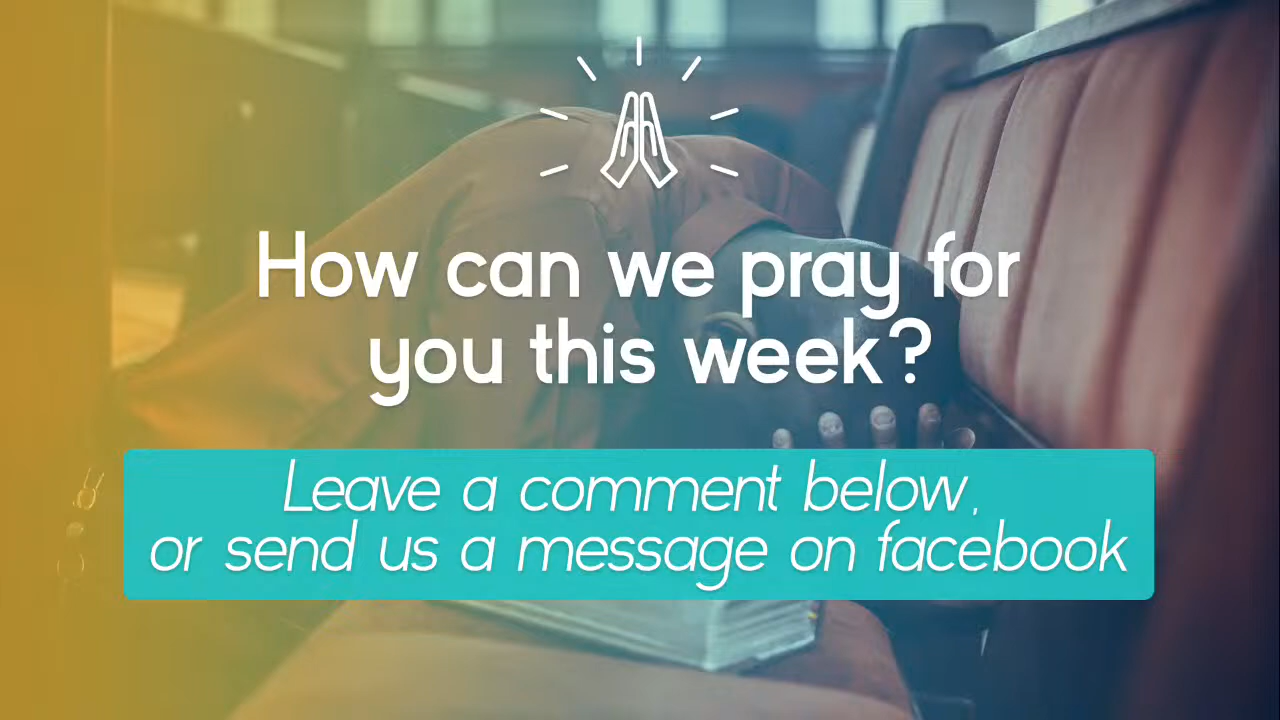 How can we pray for
you this week?
Leave a comment below,
or send us a message on facebook